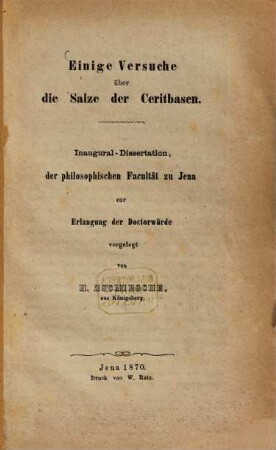 Einige Versuche
über
die Salze der Ceritbasen.
Inaugural-Dissertation,
der philosophischen Facultät zu Jena
zur
Erlangung der Doctorwürde
vorgelegt
von
H. ZSCHIESCHE,
aus Königsberg.
Jena 1870.
Druck von W. Ratz.